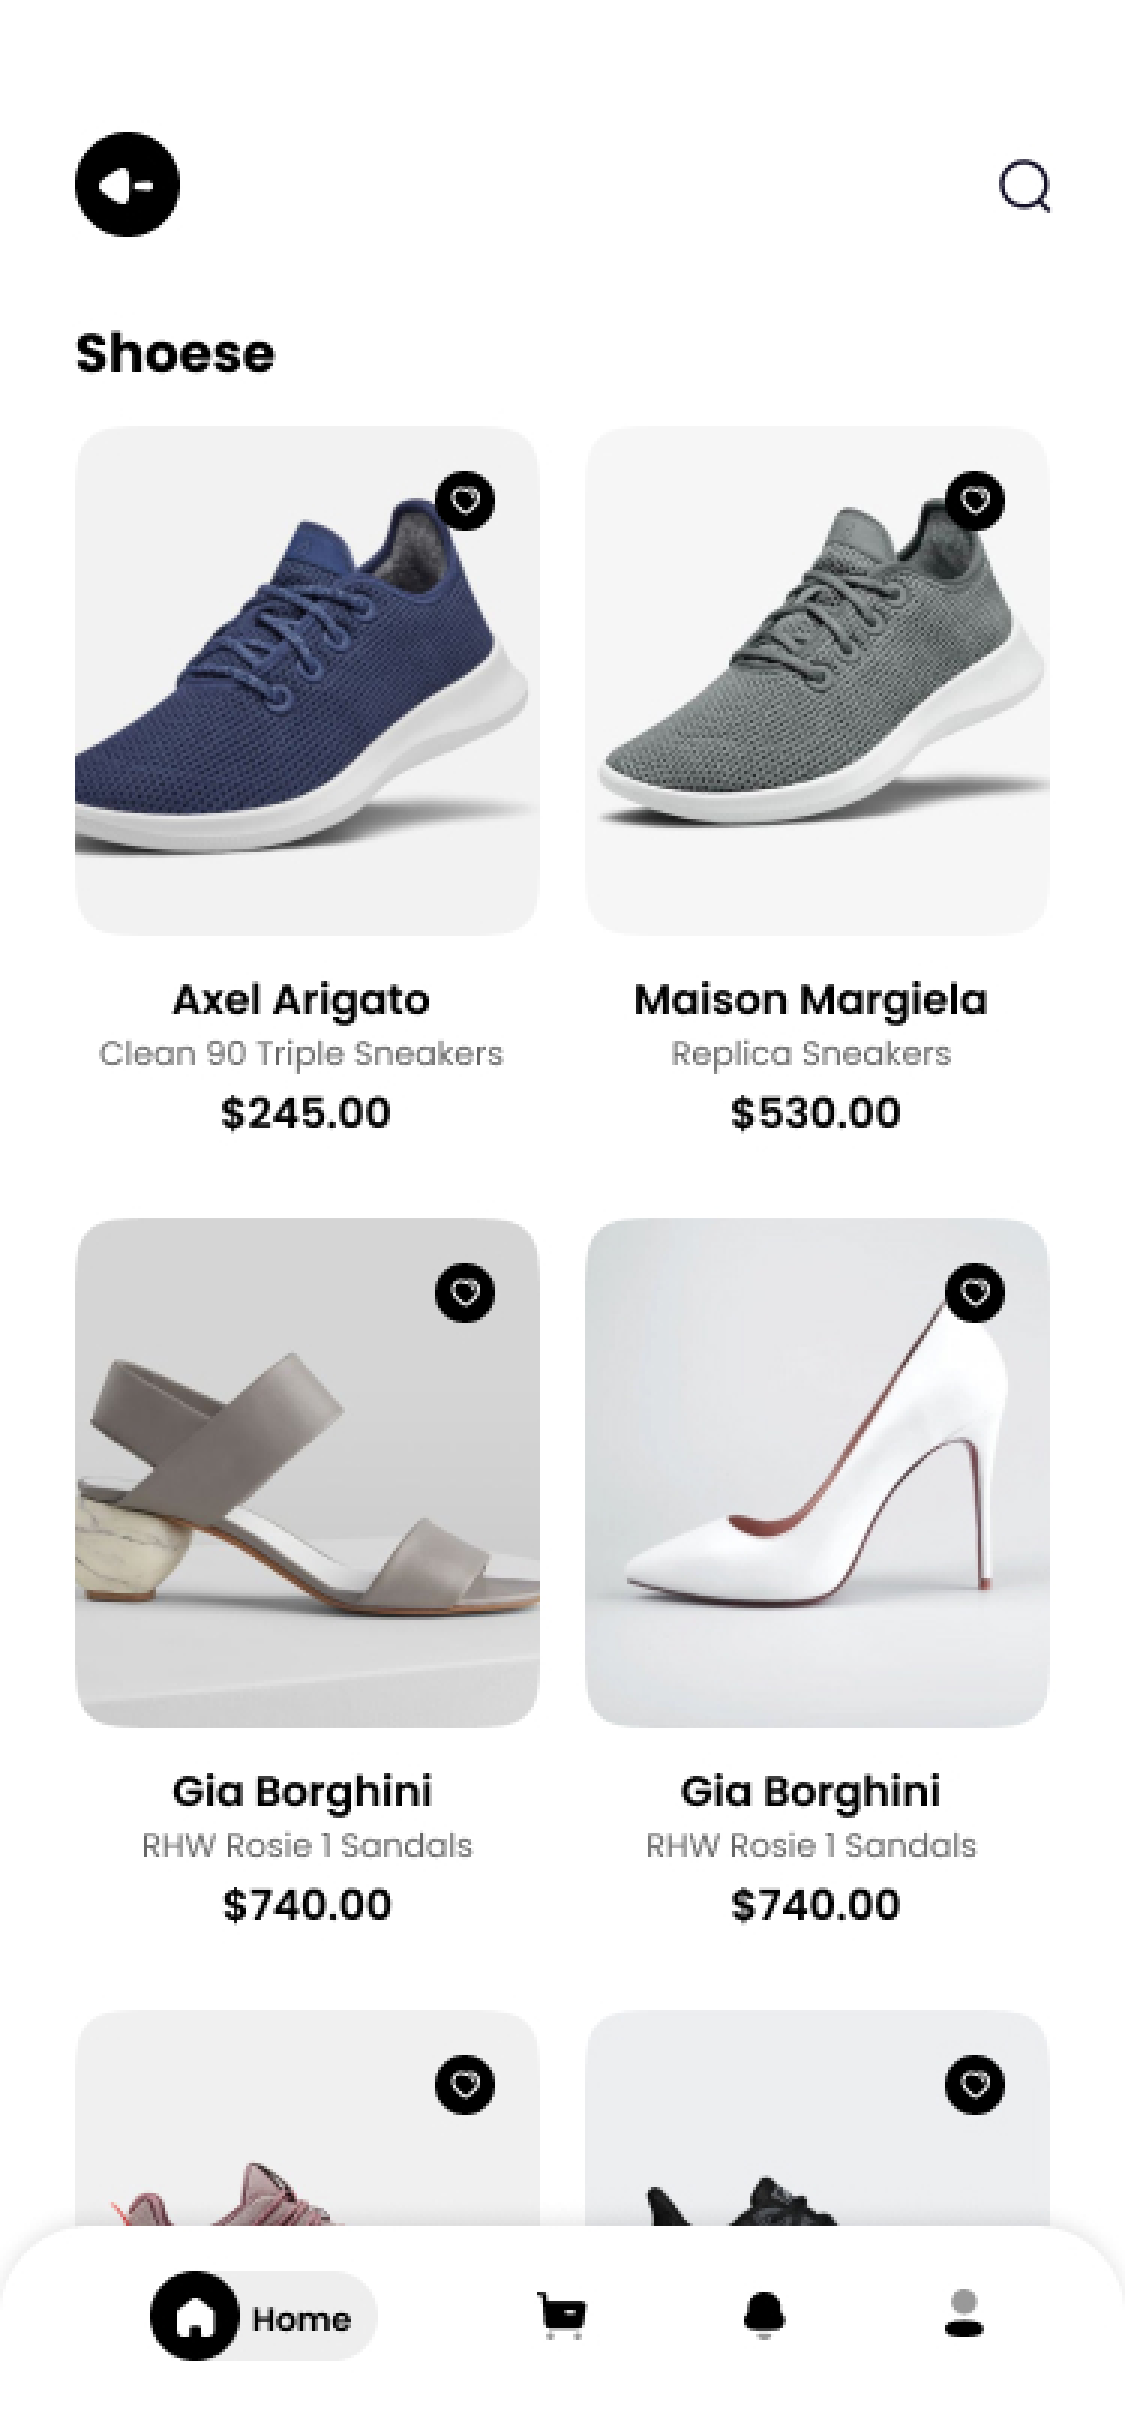 Shoese
Axel Arigato
Clean 90 Triple Sneakers
$245.00
Maison Margiela
Replica Sneakers
$530.00
Gia Borghini
RHW Rosie 1 Sandals
$740.00
Gia Borghini
RHW Rosie 1 Sandals
$740.00
Home